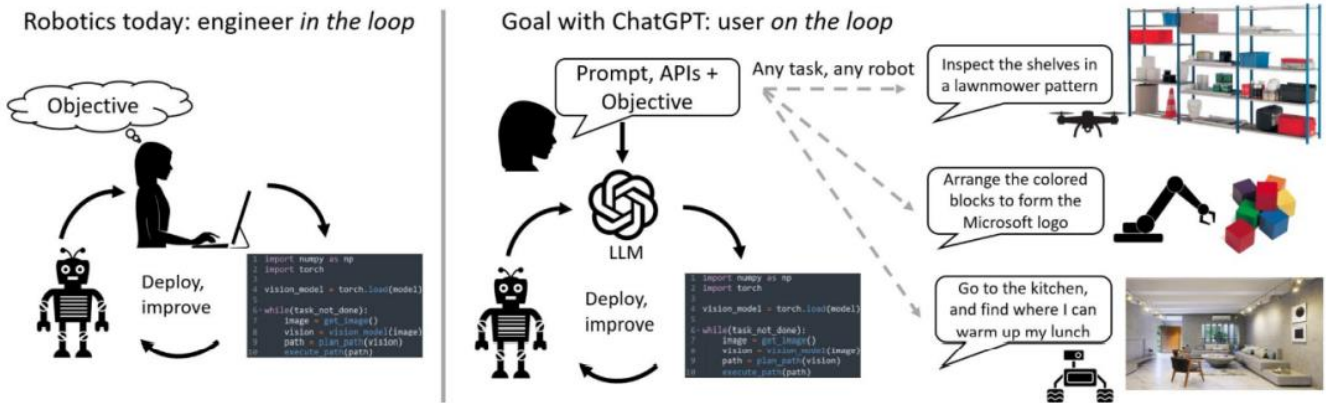 Robotics today: engineer in the loop
Objective
Deploy,
improve
1 import numpy as np
2 import torch
3
4 vision_model = torch.load(model)
5
6 while(task_not_done):
7 image = get_image()
8 vision = vision_model(image)
9 path = plan_path(vision)
10 execute_path(path)
Goal with ChatGPT: user on the loop
Prompt, APIs +
Objective
LLM
Deploy,
improve
1 import numpy as np
2 import torch
3
4 vision_model = torch.load(model)
5
6 while(task_not_done):
7 image = get_image()
8 vision = vision_model(image)
9 path = plan_path(vision)
10 execute_path(path)
Any task, any robot
Inspect the shelves in
a lawnmower pattern
Arrange the colored
blocks to form the
Microsoft logo
Go to the kitchen,
and find where I can
warm up my lunch